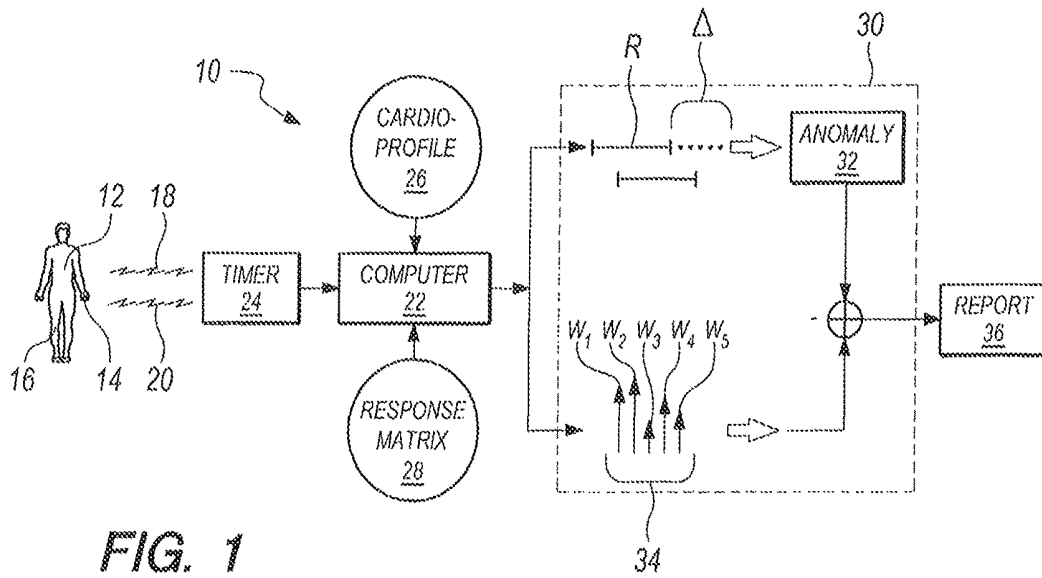 10
12
18
16
14
20
TIMER
24
CARDIO-
PROFILE
26
COMPUTER
22
RESPONSE
MATRIX
28
R
Δ
30
ANOMALY
32
W1 W2 W3 W4 W5
34
-
REPORT
36
FIG. 1